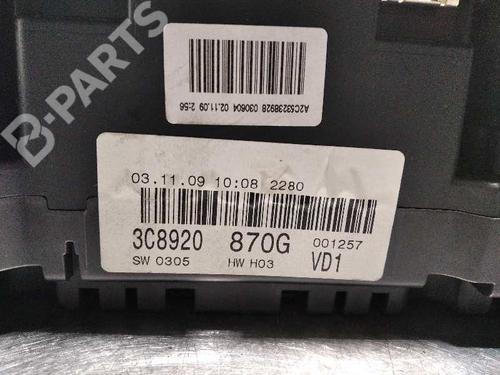 B-PARTS
A2C53238928 030604 02.11.09 2:56
03.11.09 10:08 2280
3C8920 870G 001257
SW 0305 HW H03 VD1